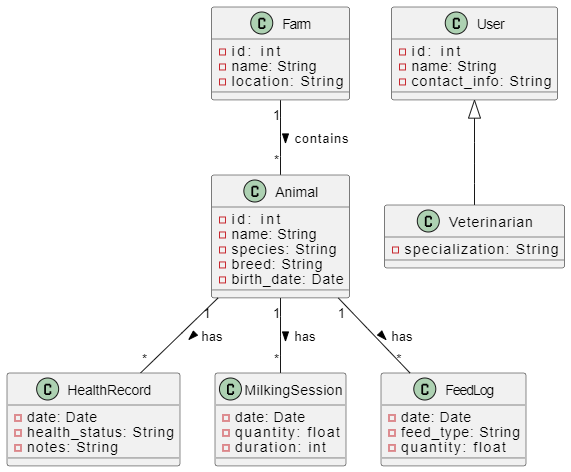 C Farm
id: int
name: String
location: String
C User
id: int
name: String
contact_info: String
1
contains
*
C Animal
id: int
name: String
species: String
breed: String
birth_date: Date
C Veterinarian
specialization: String
1
has
*
1
has
*
1
has
*
C HealthRecord
date: Date
health_status: String
notes: String
C MilkingSession
date: Date
quantity: float
duration: int
C FeedLog
date: Date
feed_type: String
quantity: float